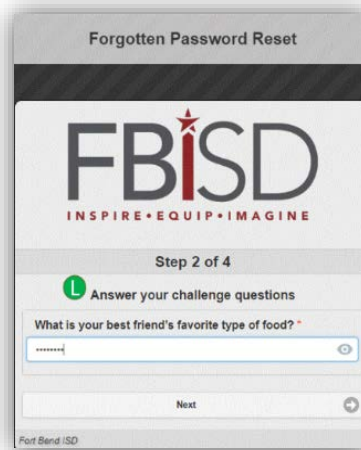 Forgotten Password Reset
FBISD
INSPIRE•EQUIP•IMAGINE
Step 2 of 4
L Answer your challenge questions
What is your best friend's favorite type of food? *
••••••••
Next
Fort Bend ISD